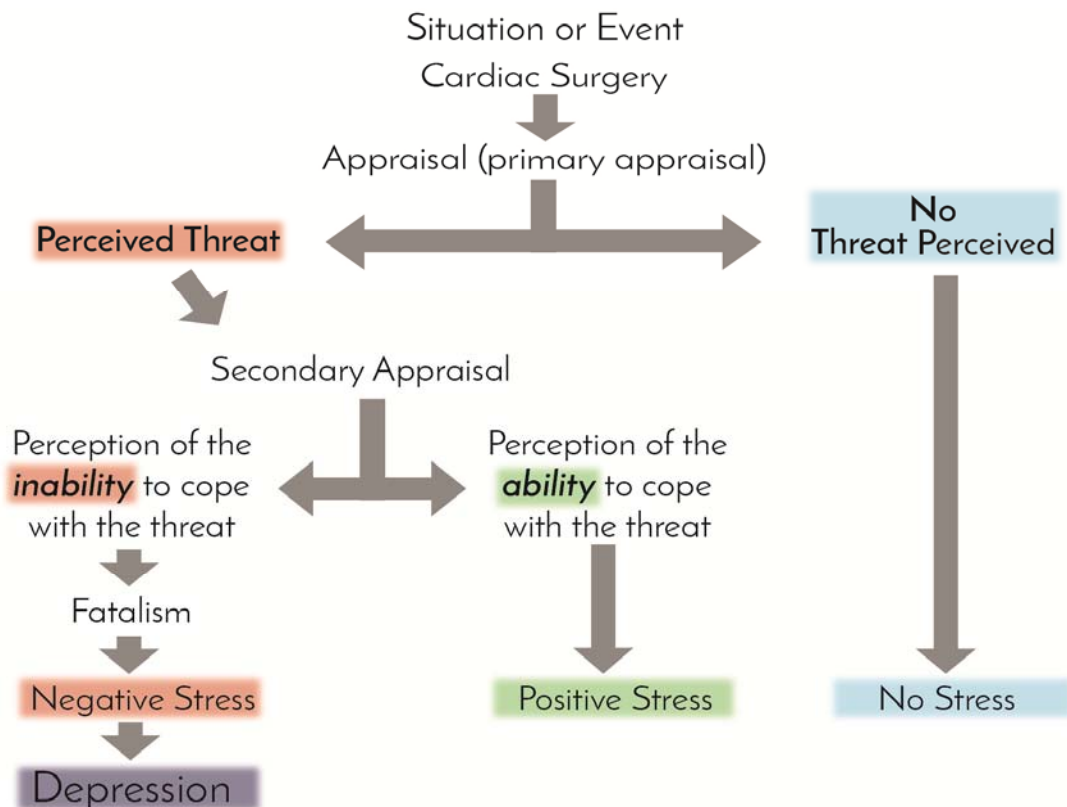 Situation or Event
Cardiac Surgery
Appraisal (primary appraisal)
Perceived Threat
No
Threat Perceived
Secondary Appraisal
Perception of the
inability to cope
with the threat
Perception of the
ability to cope
with the threat
Fatalism
Negative Stress
Positive Stress
No Stress
Depression